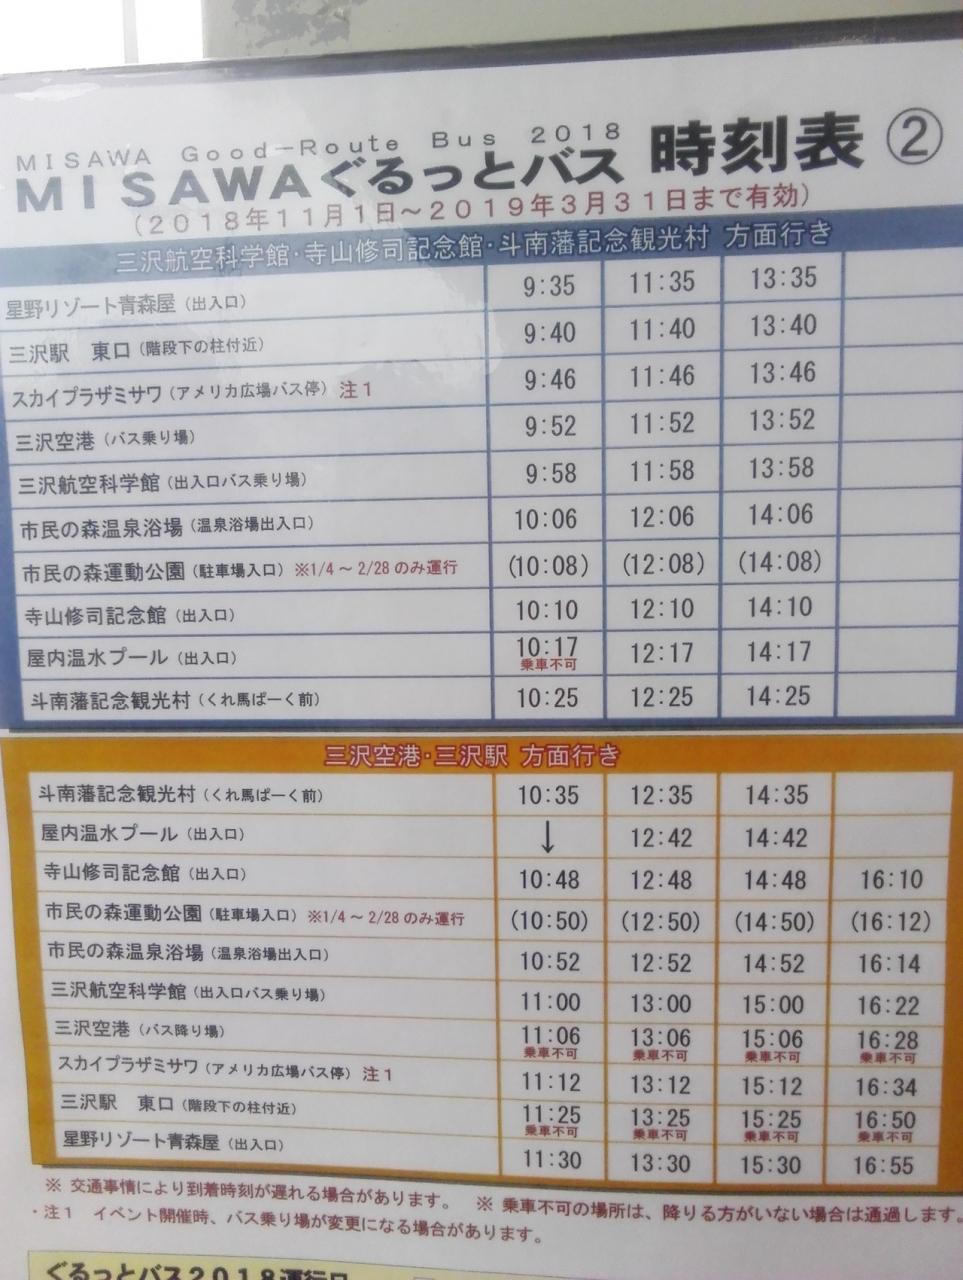 MISAWA Good-Route Bus 2018
MISAWAぐるっとバス 時刻表 ②
(2018年11月1日～2019年3月31日まで有効)
三沢航空科学館・寺山修司記念館・斗南藩記念観光村 方面行き
星野リゾート青森屋(出入口) 9:35 11:35 13:35
三沢駅 東口(階段下の柱付近) 9:40 11:40 13:40
スカイプラザミサワ(アメリカ広場バス停) 注1 9:46 11:46 13:46
三沢空港(バス乗り場) 9:52 11:52 13:52
三沢航空科学館(出入口バス乗り場) 9:58 11:58 13:58
市民の森温泉浴場(温泉浴場出入口) 10:06 12:06 14:06
市民の森運動公園(駐車場入口) ※1/4～2/28のみ運行 (10:08) (12:08) (14:08)
寺山修司記念館(出入口) 10:10 12:10 14:10
屋内温水プール(出入口) 10:17 12:17 14:17
乗車不可
斗南藩記念観光村(くれ馬ぱーく前) 10:25 12:25 14:25
三沢空港・三沢駅 方面行き
斗南藩記念観光村(くれ馬ぱーく前) 10:35 12:35 14:35
屋内温水プール(出入口) ↓ 12:42 14:42
寺山修司記念館(出入口) 10:48 12:48 14:48 16:10
市民の森運動公園(駐車場入口) ※1/4～2/28のみ運行 (10:50) (12:50) (14:50) (16:12)
市民の森温泉浴場(温泉浴場出入口) 10:52 12:52 14:52 16:14
三沢航空科学館(出入口バス乗り場) 11:00 13:00 15:00 16:22
三沢空港(バス降り場) 11:06 13:06 15:06 16:28
乗車不可 乗車不可 乗車不可 乗車不可
スカイプラザミサワ(アメリカ広場バス停) 注1 11:12 13:12 15:12 16:34
三沢駅 東口(階段下の柱付近) 11:25 13:25 15:25 16:50
乗車不可 乗車不可 乗車不可 乗車不可
星野リゾート青森屋(出入口) 11:30 13:30 15:30 16:55
※ 交通事情により到着時刻が遅れる場合があります。 ※ 乗車不可の場所は、降りる方がいない場合は通過します。
・注1 イベント開催時、バス乗り場が変更になる場合があります。
ぐるっとバス2018運行日